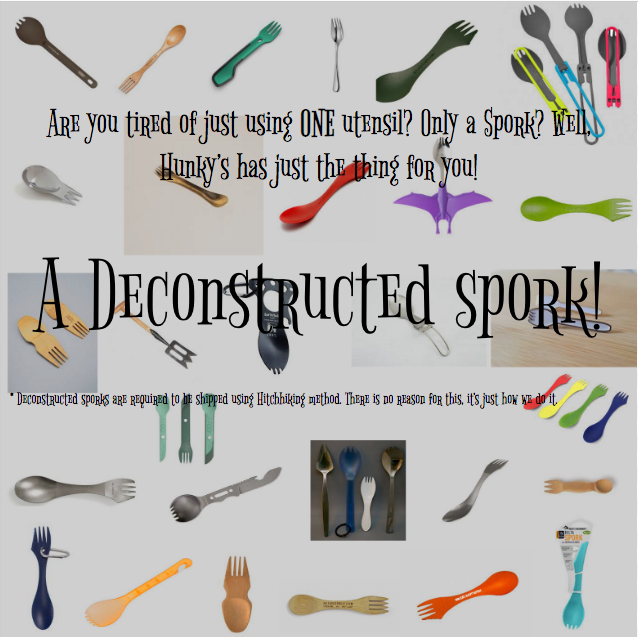 Are you tired of just using ONE utensil? Only a Spork? Well,
Hunky's has just the thing for you!
A Deconstructed spork!
* Deconstructed sporks are required to be shipped using Hitchhiking method. There is no reason for this, it's just how we do it.